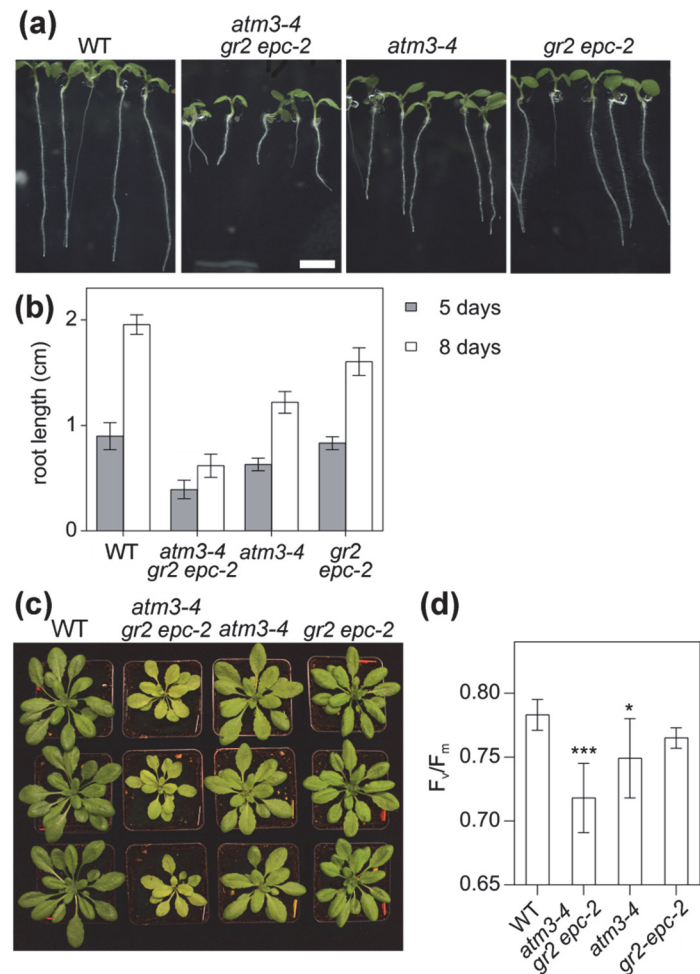 (a)
WT
atm3-4
gr2 epc-2
atm3-4
gr2 epc-2
(b)
root length (cm)
2
1
0
5 days
8 days
WT
atm3-4
gr2 epc-2
atm3-4
gr2
epc-2
(c)
WT
atm3-4
gr2 epc-2
atm3-4
gr2 epc-2
(d)
Fv/Fm
0.80
0.75
0.70
0.65
***
*
WT
atm3-4
gr2 epc-2
atm3-4
gr2-epc-2